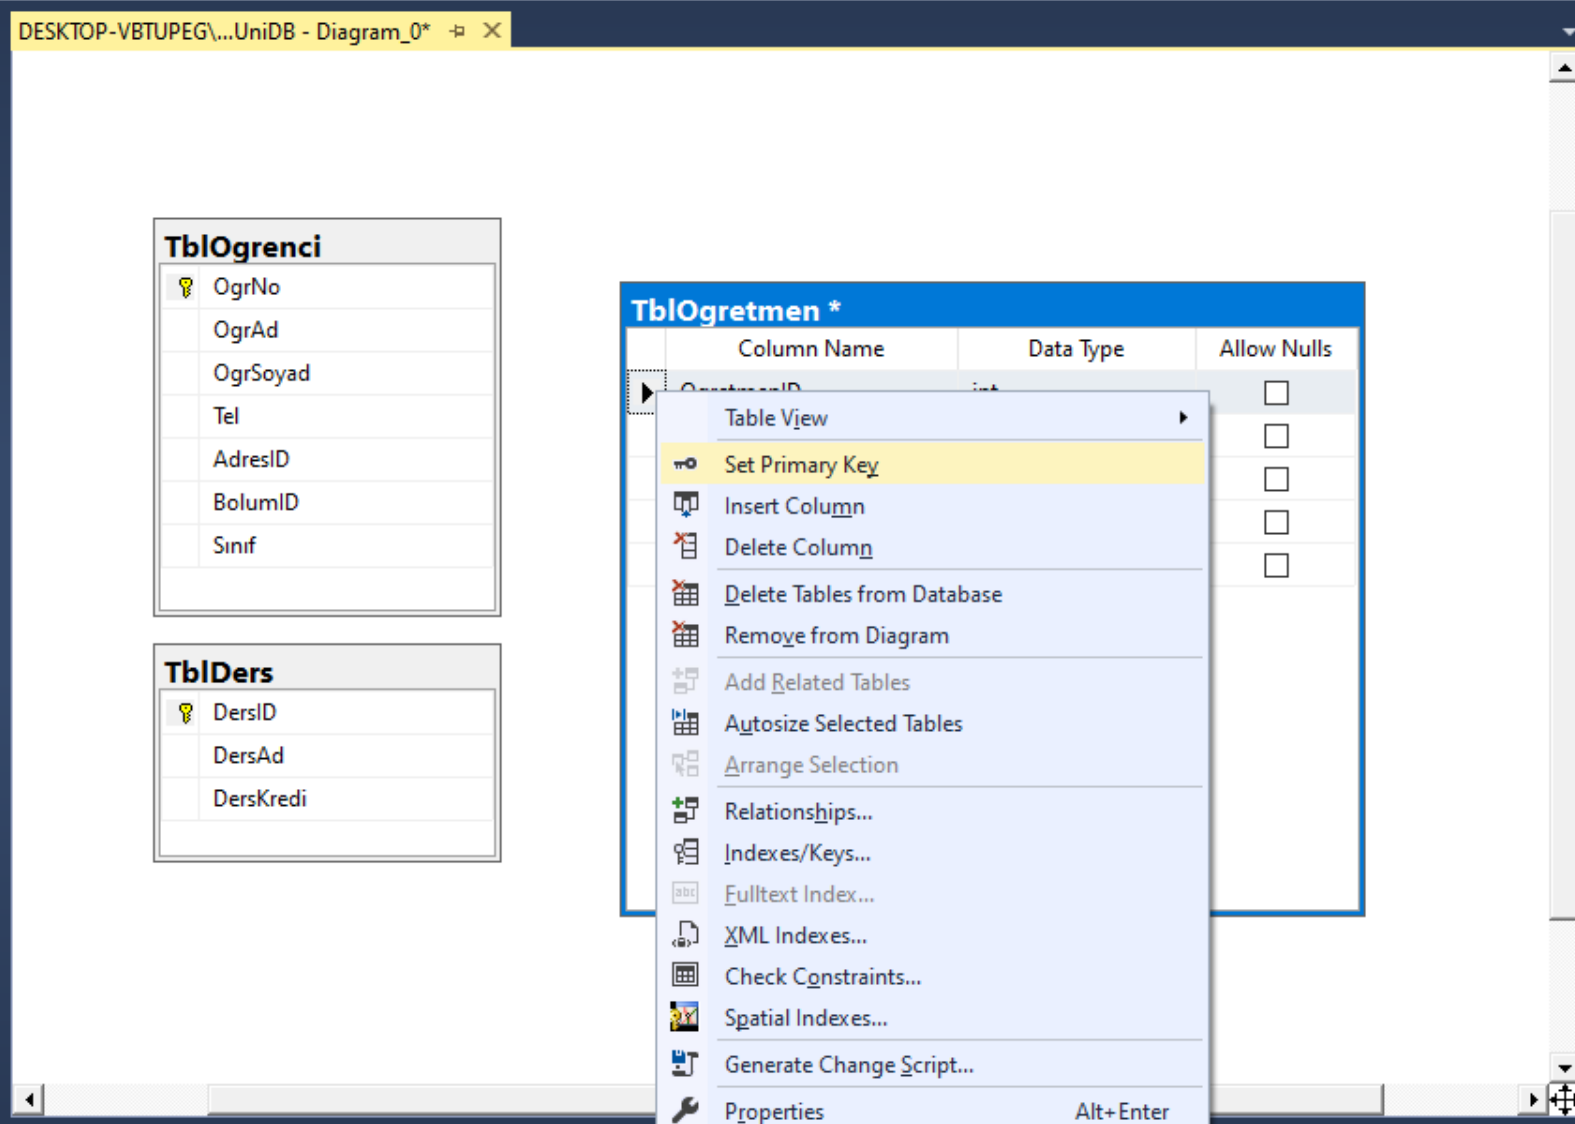 DESKTOP-VBTUPEG\...UniDB - Diagram_0*
TblOgrenci
OgrNo
OgrAd
OgrSoyad
Tel
AdresID
BolumID
Sınıf
TblDers
DersID
DersAd
DersKredi
TblOgretmen *
Column Name Data Type Allow Nulls
OgretmenID int
Table View
Set Primary Key
Insert Column
Delete Column
Delete Tables from Database
Remove from Diagram
Add Related Tables
Autosize Selected Tables
Arrange Selection
Relationships...
Indexes/Keys...
Fulltext Index...
XML Indexes...
Check Constraints...
Spatial Indexes...
Generate Change Script...
Properties Alt+Enter